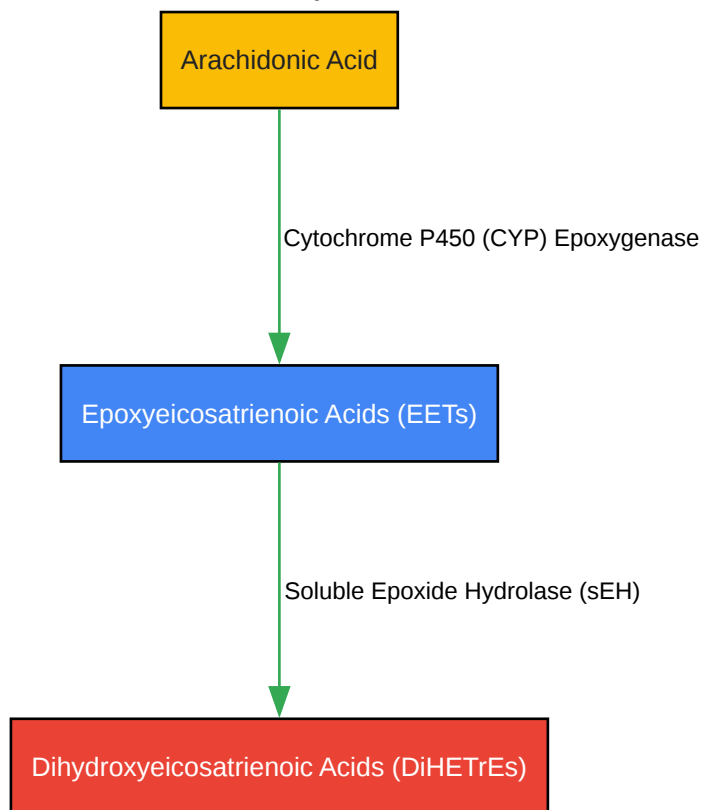 Arachidonic Acid
Cytochrome P450 (CYP) Epoxygenase
Epoxyeicosatrienoic Acids (EETs)
Soluble Epoxide Hydrolase (sEH)
Dihydroxyeicosatrienoic Acids (DiHETrEs)